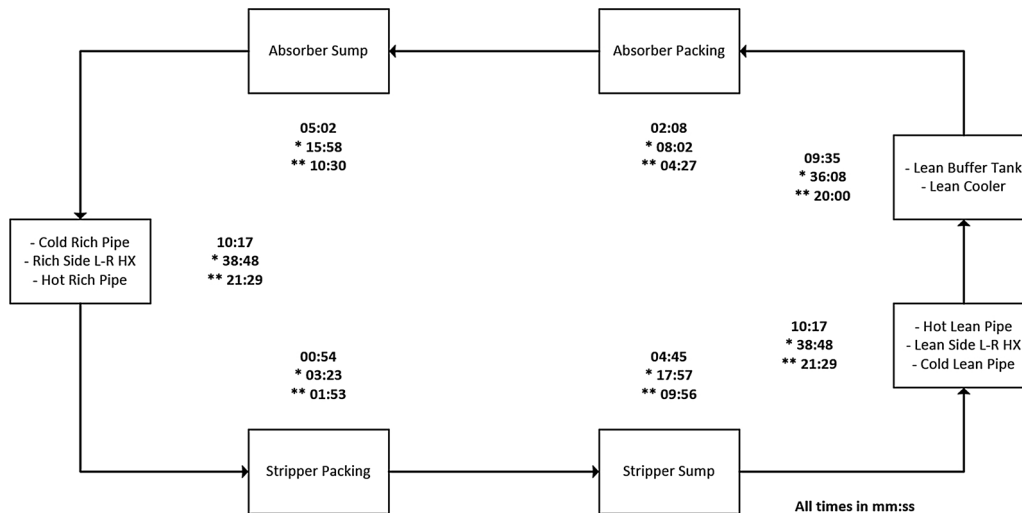 Absorber Sump
Absorber Packing
05:02
* 15:58
** 10:30
02:08
* 08:02
** 04:27
09:35
* 36:08
** 20:00
- Lean Buffer Tank
- Lean Cooler
- Cold Rich Pipe
- Rich Side L-R HX
- Hot Rich Pipe
10:17
* 38:48
** 21:29
10:17
* 38:48
** 21:29
- Hot Lean Pipe
- Lean Side L-R HX
- Cold Lean Pipe
00:54
* 03:23
** 01:53
04:45
* 17:57
** 09:56
Stripper Packing
Stripper Sump
All times in mm:ss